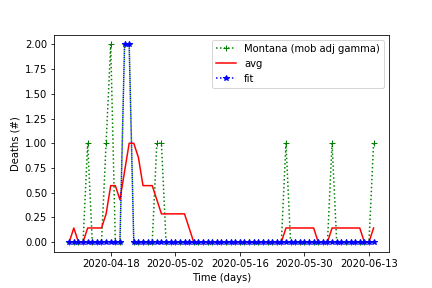 2.00
1.75
1.50
1.25
1.00
0.75
0.50
0.25
0.00
Deaths (#)
Montana (mob adj gamma)
avg
fit
2020-04-18 2020-05-02 2020-05-16 2020-05-30 2020-06-13
Time (days)